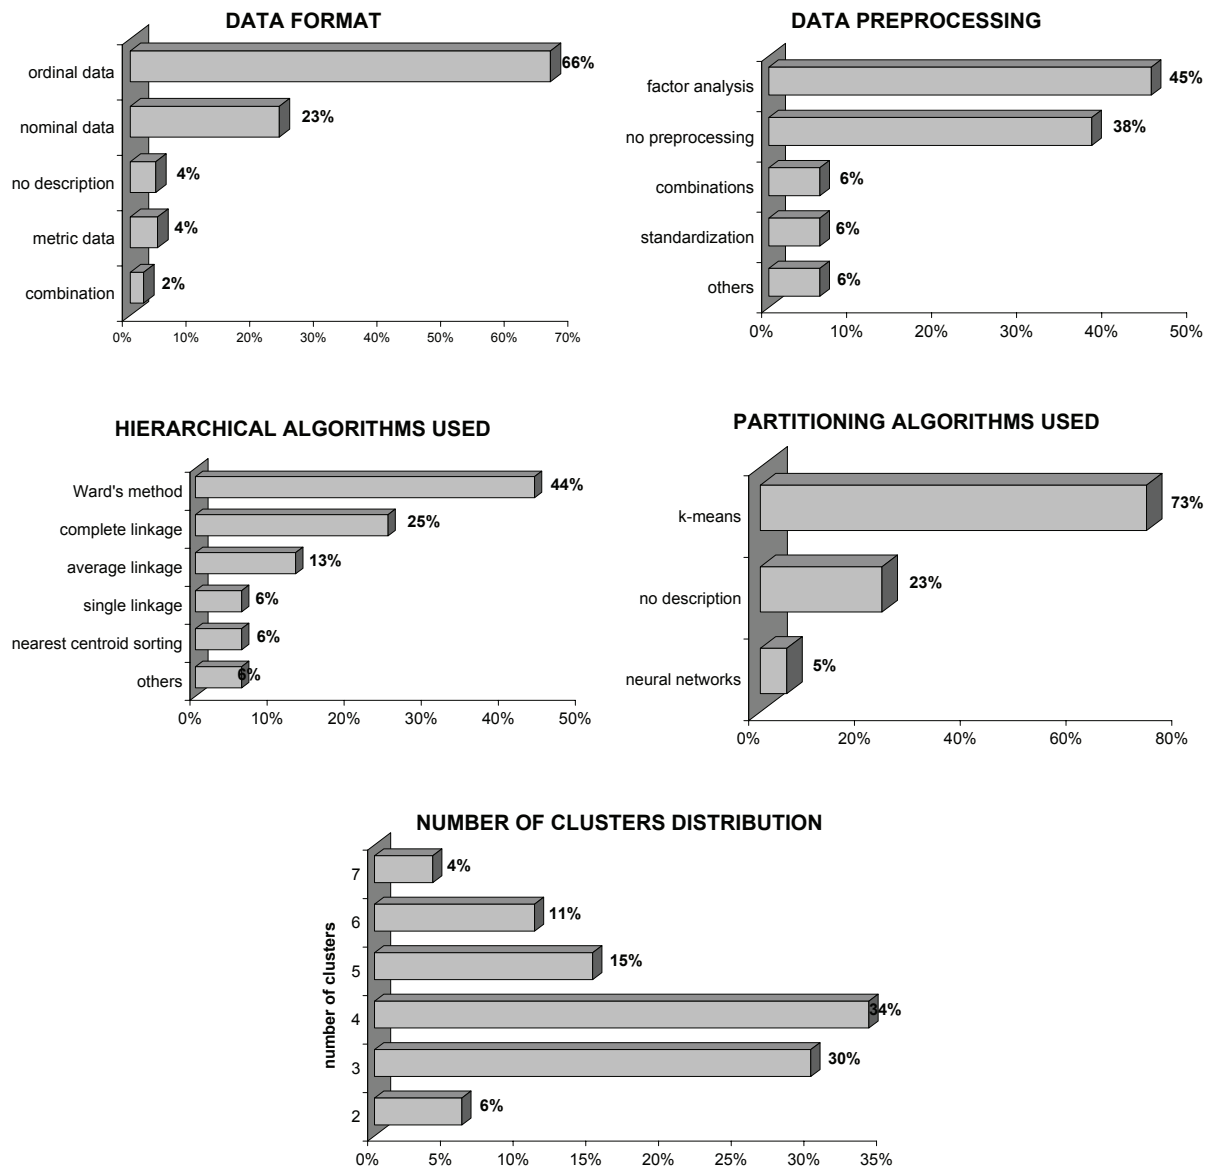 DATA FORMAT
ordinal data 66%
nominal data 23%
no description 4%
metric data 4%
combination 2%
0% 10% 20% 30% 40% 50% 60% 70%
DATA PREPROCESSING
factor analysis 45%
no preprocessing 38%
combinations 6%
standardization 6%
others 6%
0% 10% 20% 30% 40% 50%
HIERARCHICAL ALGORITHMS USED
Ward's method 44%
complete linkage 25%
average linkage 13%
single linkage 6%
nearest centroid sorting 6%
others 6%
0% 10% 20% 30% 40% 50%
PARTITIONING ALGORITHMS USED
k-means 73%
no description 23%
neural networks 5%
0% 20% 40% 60% 80%
NUMBER OF CLUSTERS DISTRIBUTION
number of clusters
7 4%
6 11%
5 15%
4 34%
3 30%
2 6%
0% 5% 10% 15% 20% 25% 30% 35%